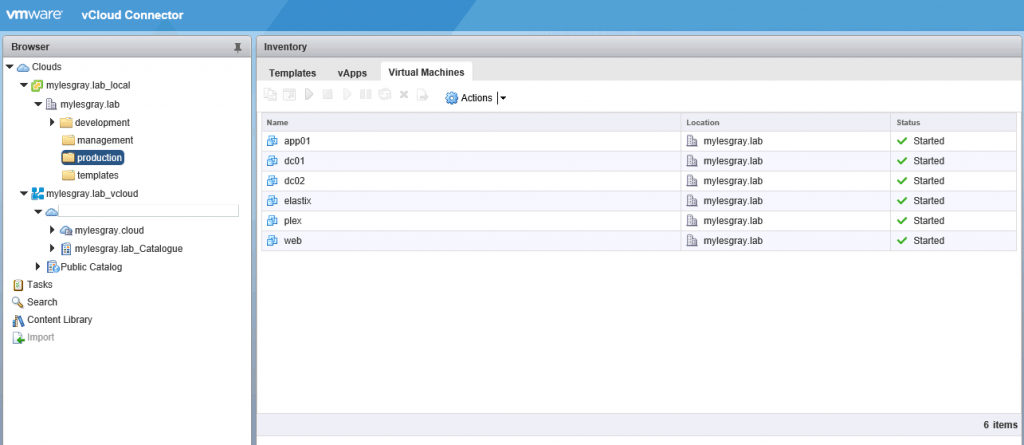 vmware vCloud Connector
Browser
Clouds
mylesgray.lab_local
mylesgray.lab
development
management
production
templates
mylesgray.lab_vcloud
mylesgray.cloud
mylesgray.lab_Catalogue
Public Catalog
Tasks
Search
Content Library
Import
Inventory
Templates vApps Virtual Machines
Actions
Name Location Status
app01 mylesgray.lab Started
dc01 mylesgray.lab Started
dc02 mylesgray.lab Started
elastix mylesgray.lab Started
plex mylesgray.lab Started
web mylesgray.lab Started
6 items